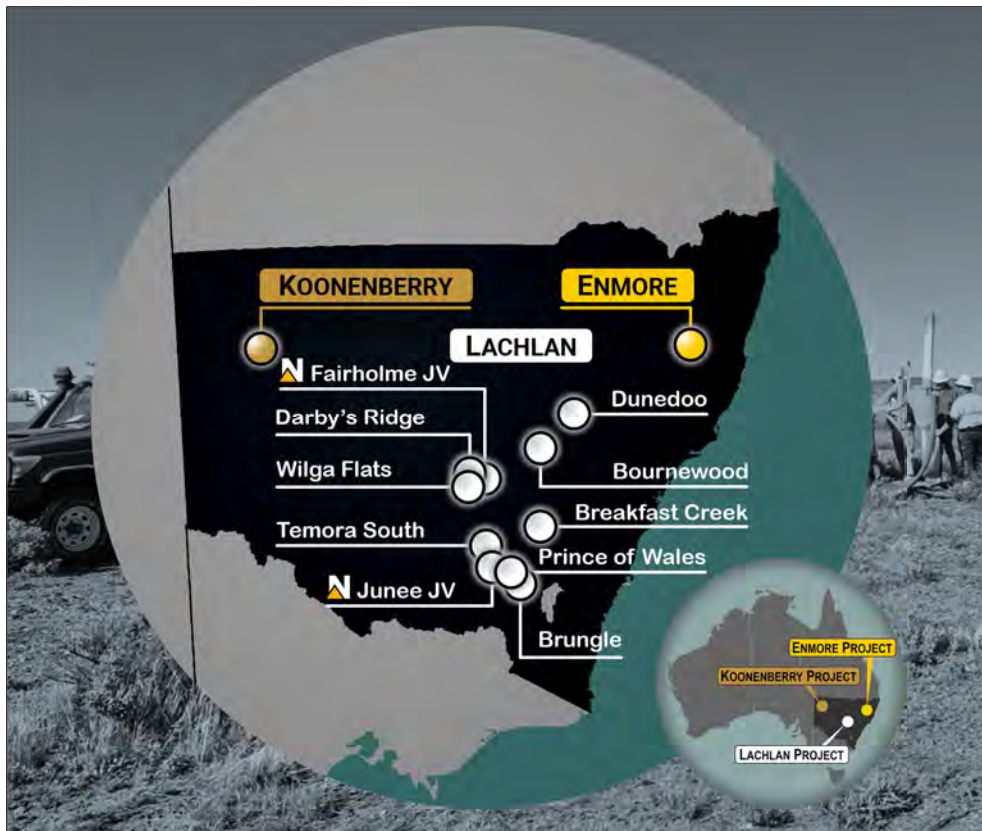 KOONENBERRY
ENMORE
LACHLAN
N Fairholme JV
Darby's Ridge
Dunedoo
Wilga Flats
Bournewood
Breakfast Creek
Temora South
Prince of Wales
N Junee JV
Brungle
ENMORE PROJECT
KOONENBERRY PROJECT
LACHLAN PROJECT